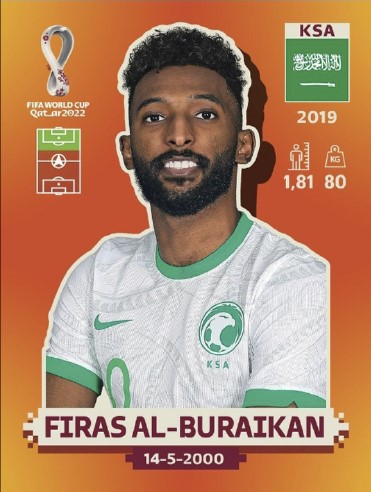 FIFA WORLD CUP
Qatar2022
KSA
2019
KG
1,81 80
KSA
FIRAS AL-BURAIKAN
14-5-2000